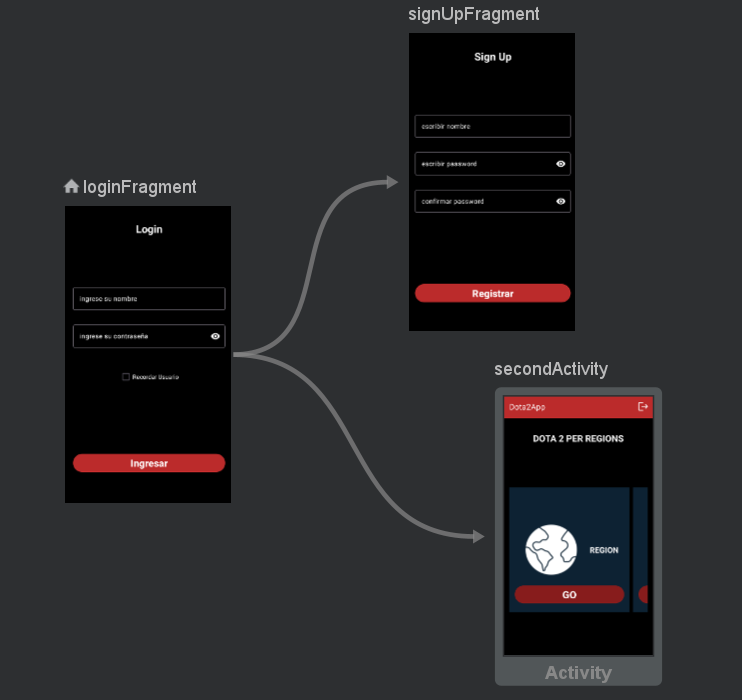 signUpFragment
Sign Up
escribir nombre
escribir password
confirmar password
Registrar
loginFragment
Login
ingrese su nombre
ingrese su contraseña
Recordar Usuario
Ingresar
secondActivity
Dota2App
DOTA 2 PER REGIONS
REGION
GO
Activity